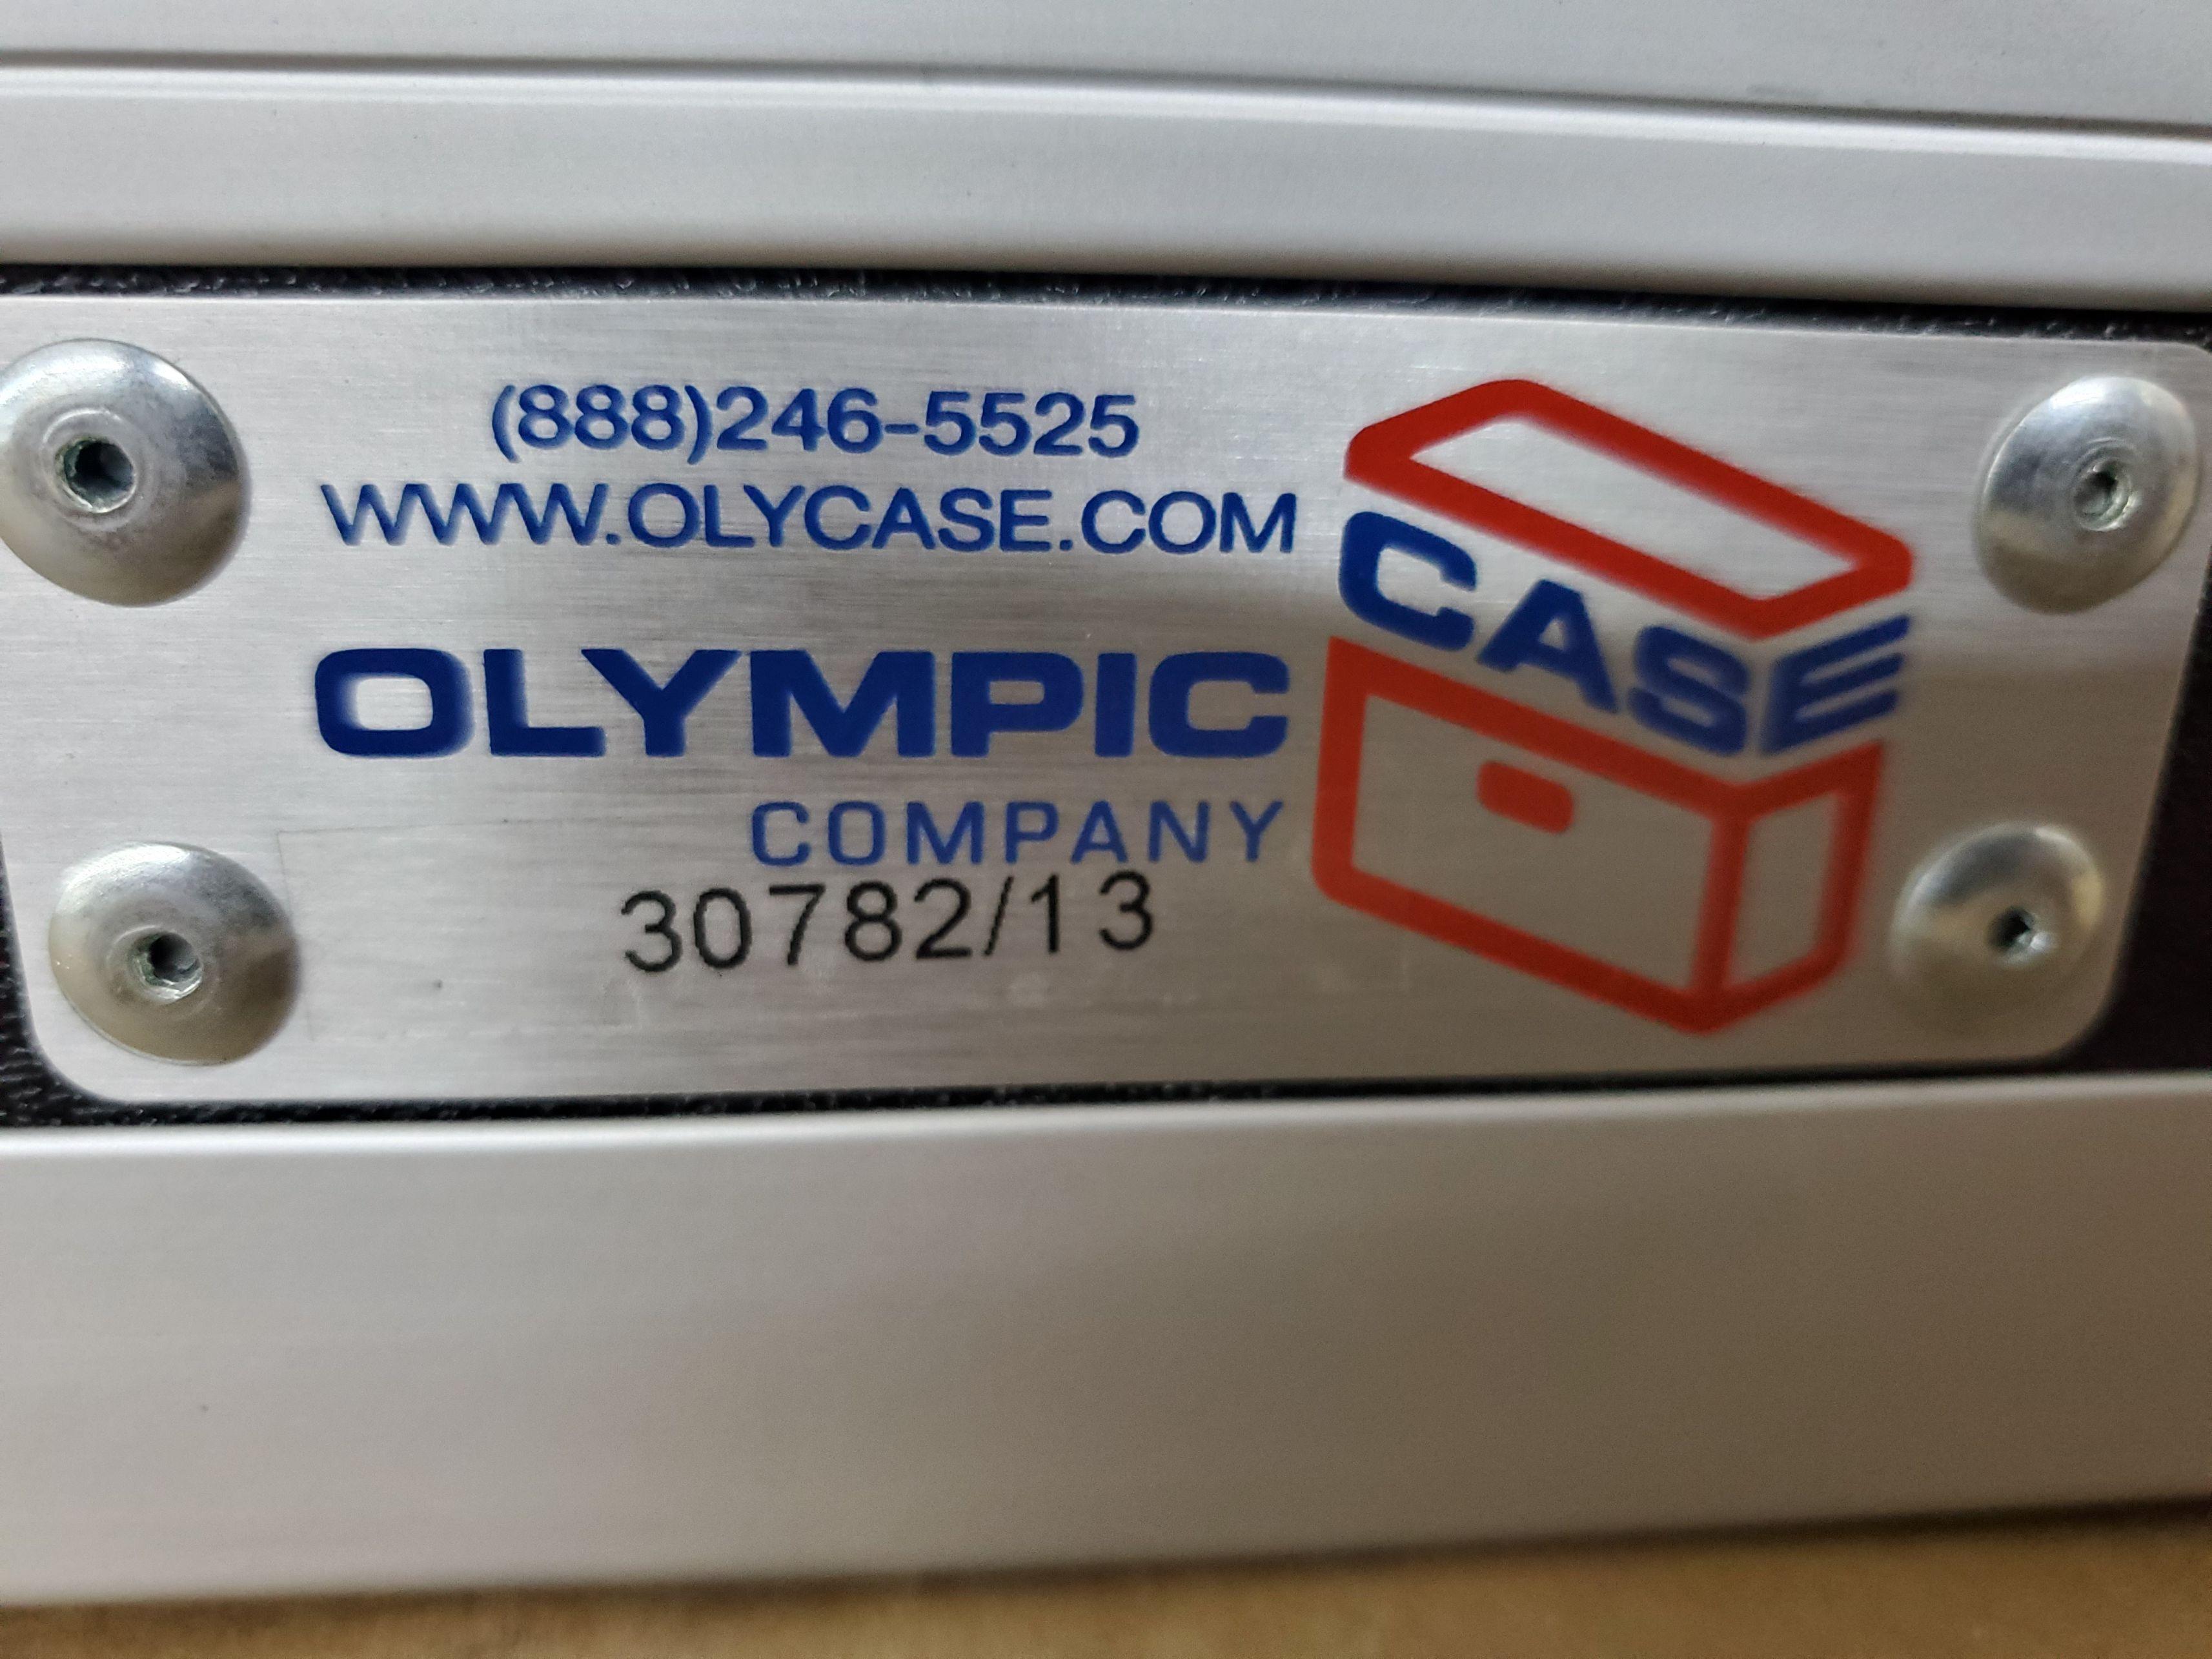 (888)246-5525
WWW.OLYCASE.COM
OLYMPIC CASE
COMPANY
30782/13